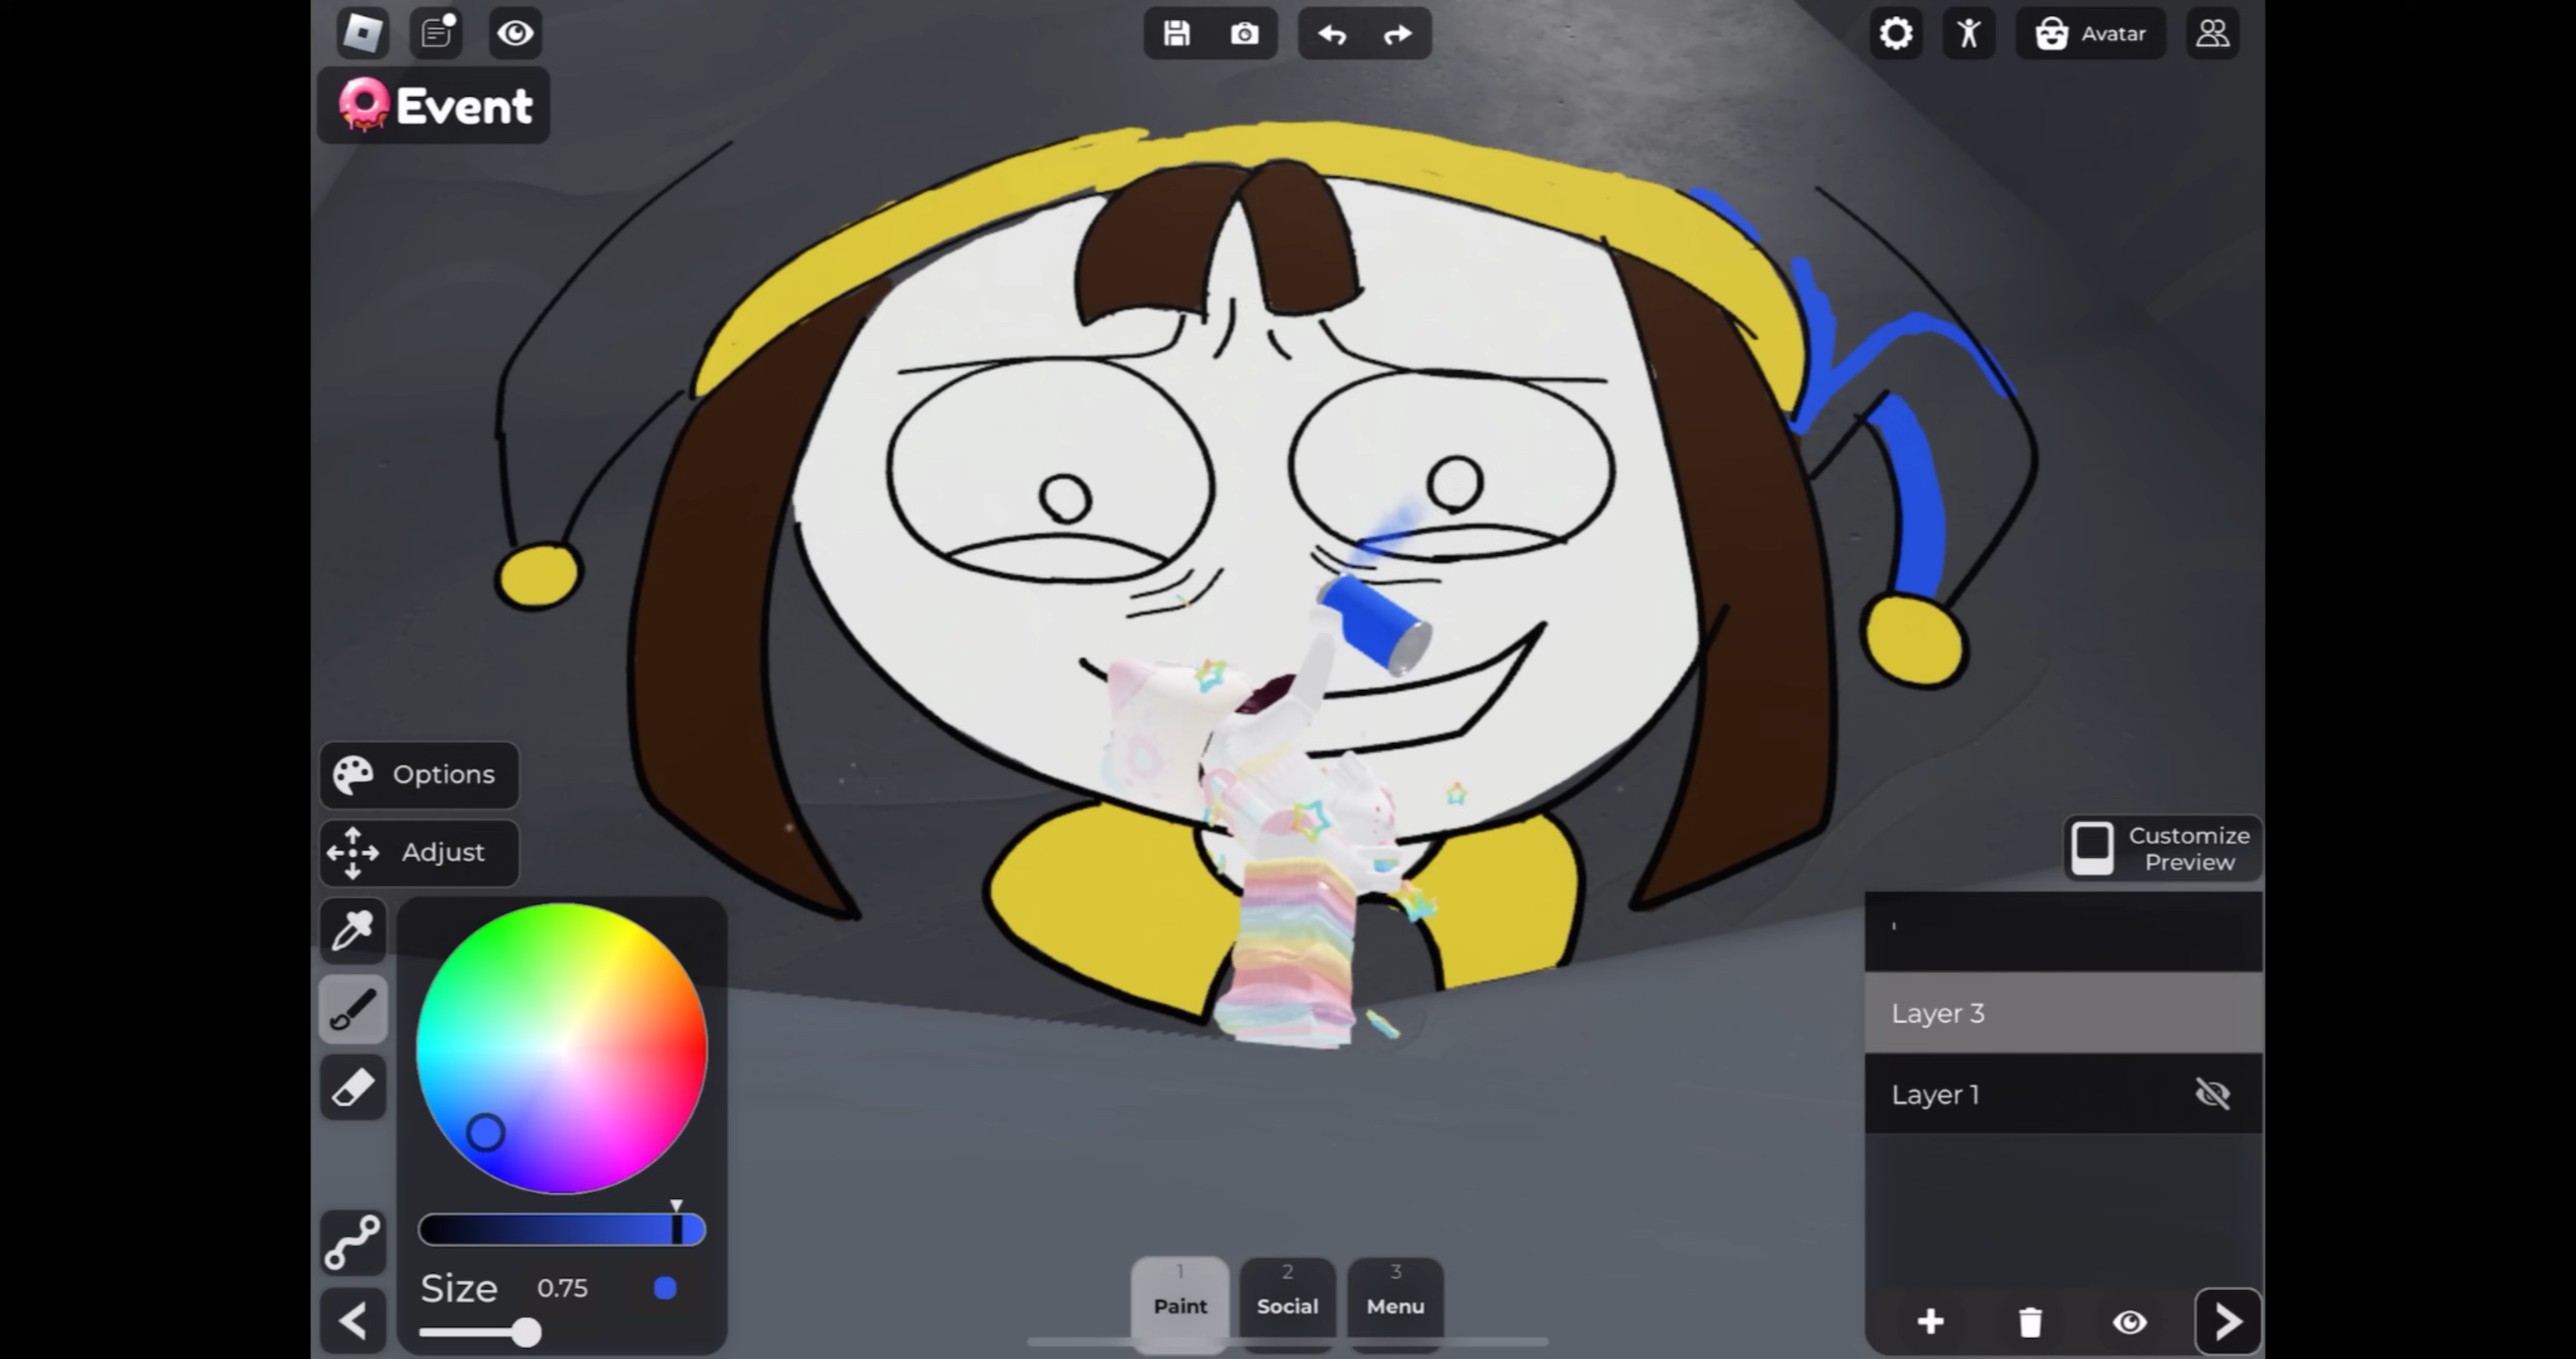 Avatar
Event
Options
Adjust
Customize
Preview
Layer 3
Layer 1
Size 0.75
1
Paint
2
Social
3
Menu